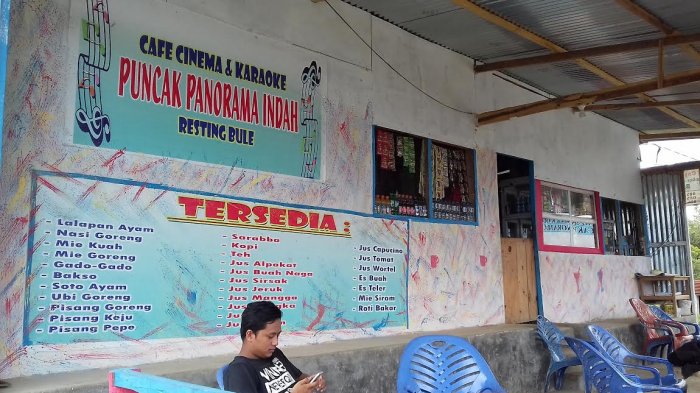 CAFE CINEMA & KARAOKE
PUNCAK PANORAMA INDAH
RESTING BULE
TERSEDIA :
- Lalapan Ayam
- Nasi Goreng
- Mie Kuah
- Mie Goreng
- Gado-Gado
- Bakso
- Soto Ayam
- Ubi Goreng
- Pisang Goreng
- Pisang Keju
- Pisang Pepe
- Sarabba
- Kopi
- Teh
- Jus Alpokat
- Jus Buah Naga
- Jus Sirsak
- Jus Jeruk
- Jus Mangga
- Jus
- Jus
- Jus Capucino
- Jus Tomat
- Jus Wortel
- Es Buah
- Es Teler
- Mie Siram
- Roti Bakar